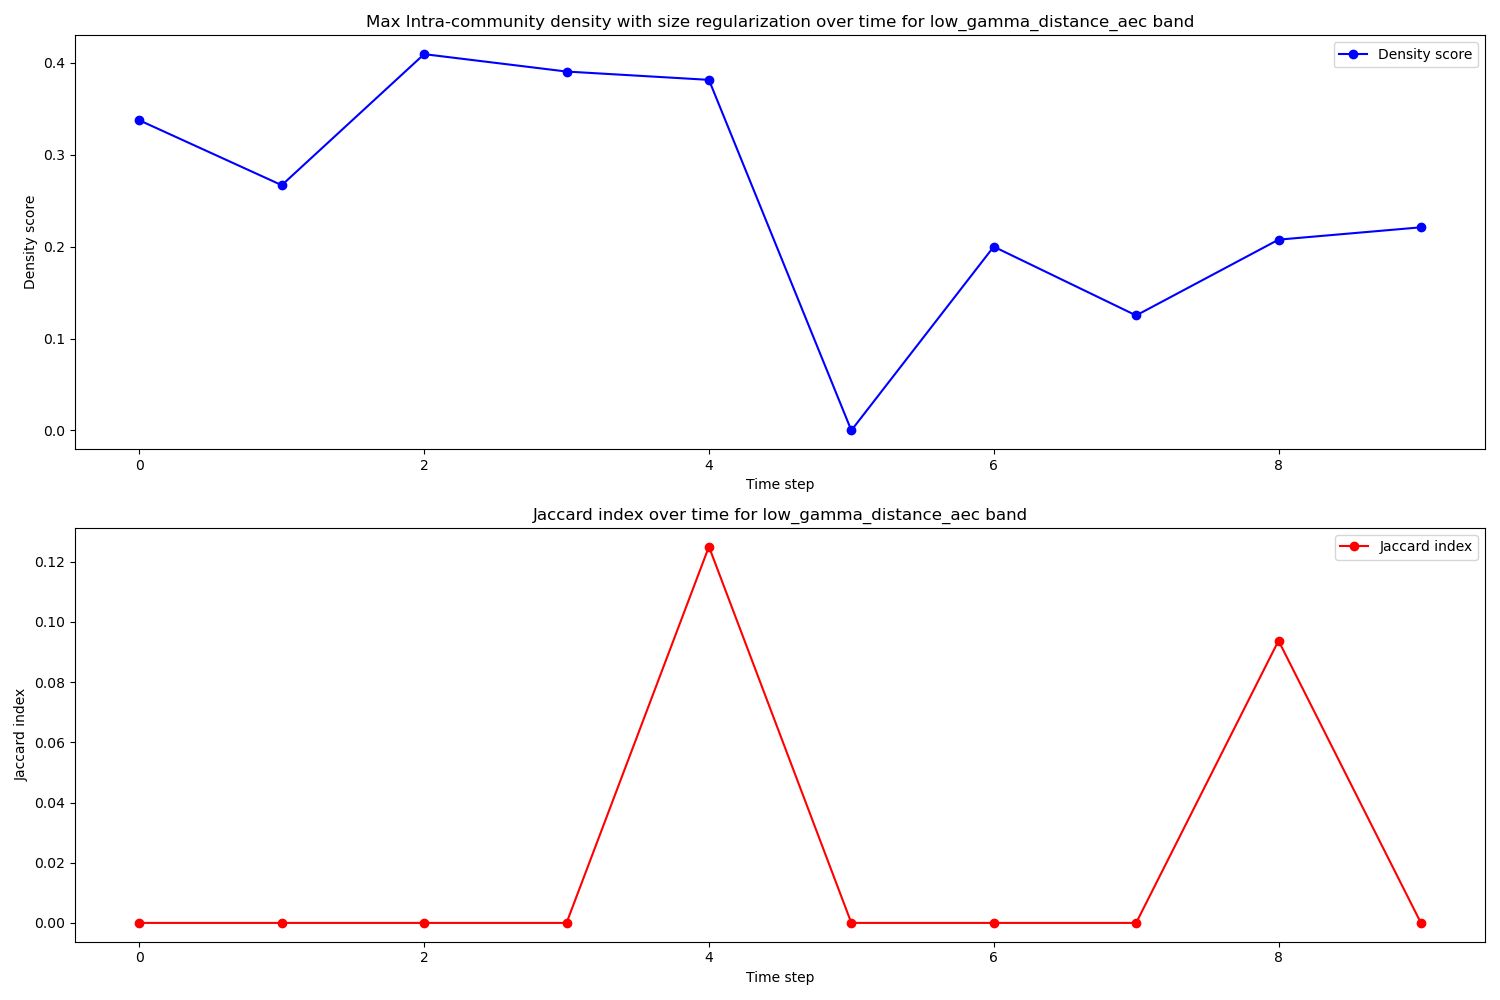 Max Intra-community density with size regularization over time for low_gamma_distance_aec band
Density score
0.4
0.3
0.2
0.1
0.0
Density score
0
2
4
6
8
Time step
Jaccard index over time for low_gamma_distance_aec band
Jaccard index
0.12
0.10
0.08
0.06
0.04
0.02
0.00
Jaccard index
0
2
4
6
8
Time step